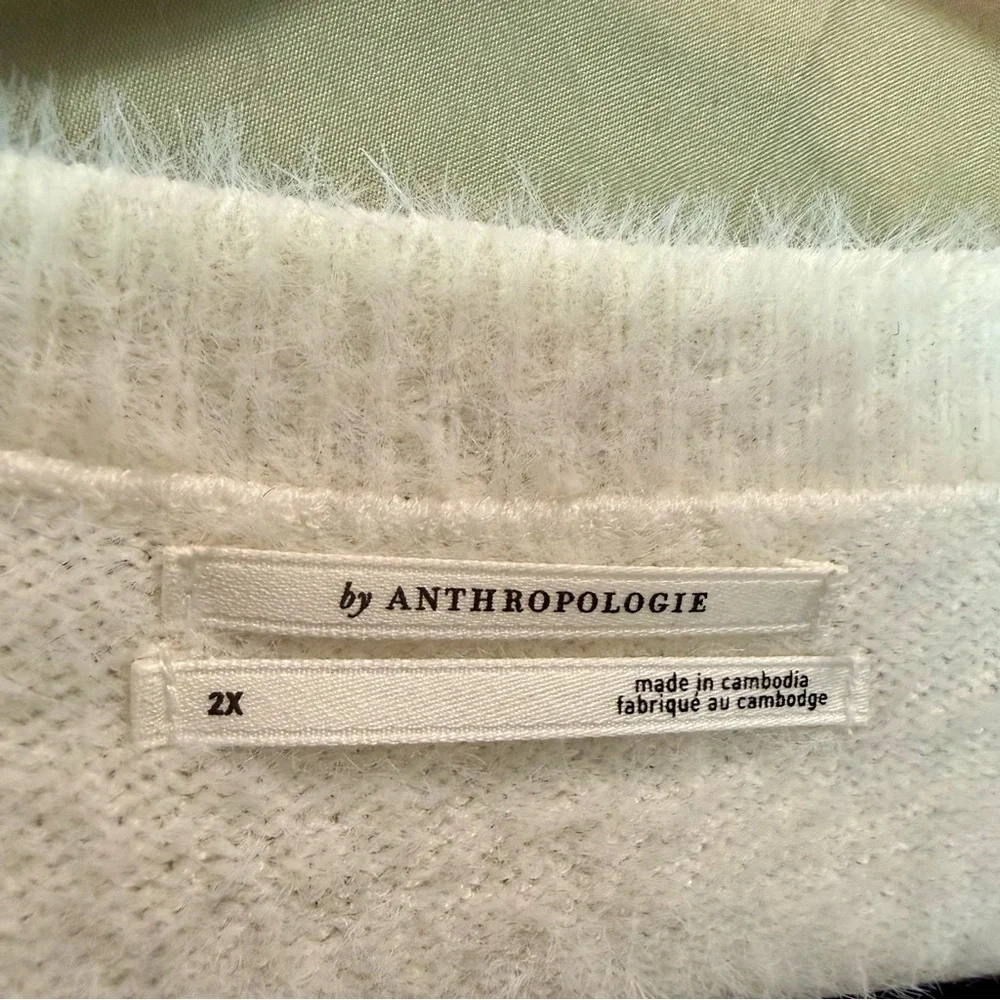 by ANTHROPOLOGIE
2X
made in cambodia
fabriqué au cambodge